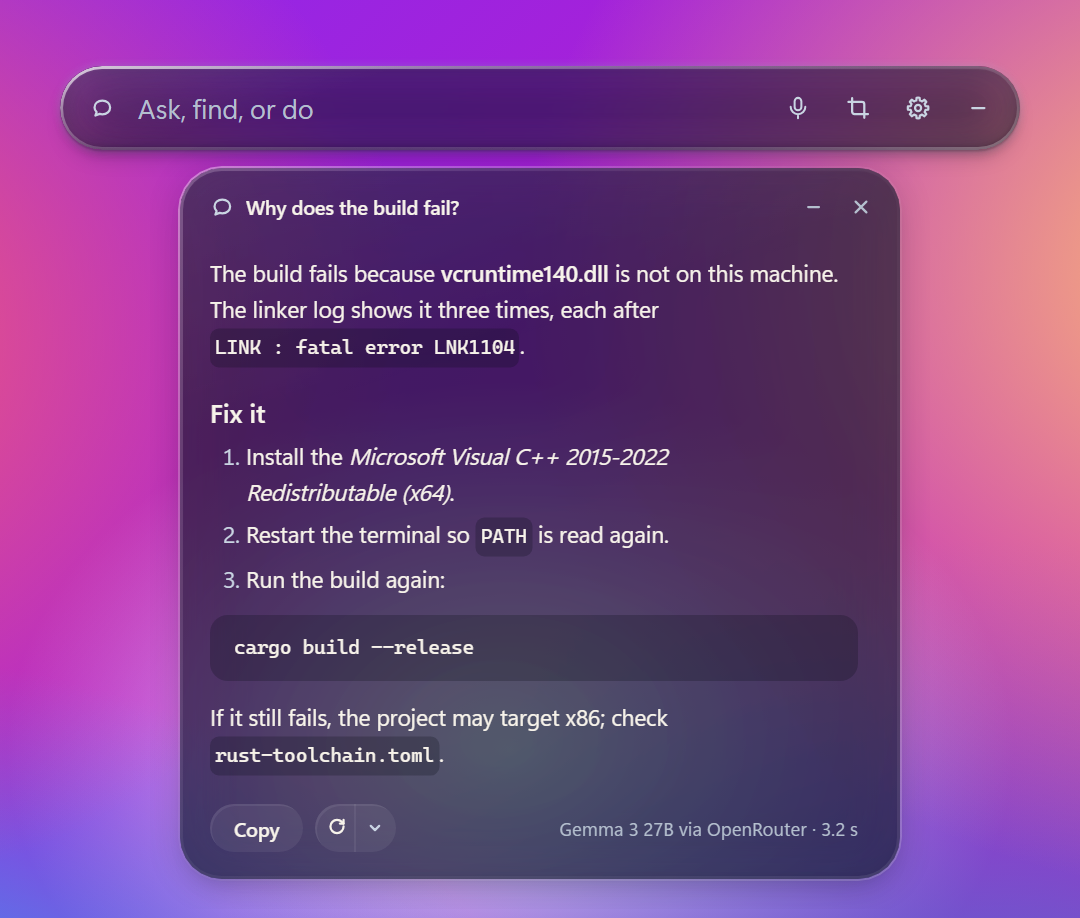 Ask, find, or do
Why does the build fail?
The build fails because vcruntime140.dll is not on this machine.
The linker log shows it three times, each after
LINK : fatal error LNK1104.
Fix it
1. Install the Microsoft Visual C++ 2015-2022
Redistributable (x64).
2. Restart the terminal so PATH is read again.
3. Run the build again:
cargo build --release
If it still fails, the project may target x86; check
rust-toolchain.toml.
Copy
Gemma 3 27B via OpenRouter · 3.2 s